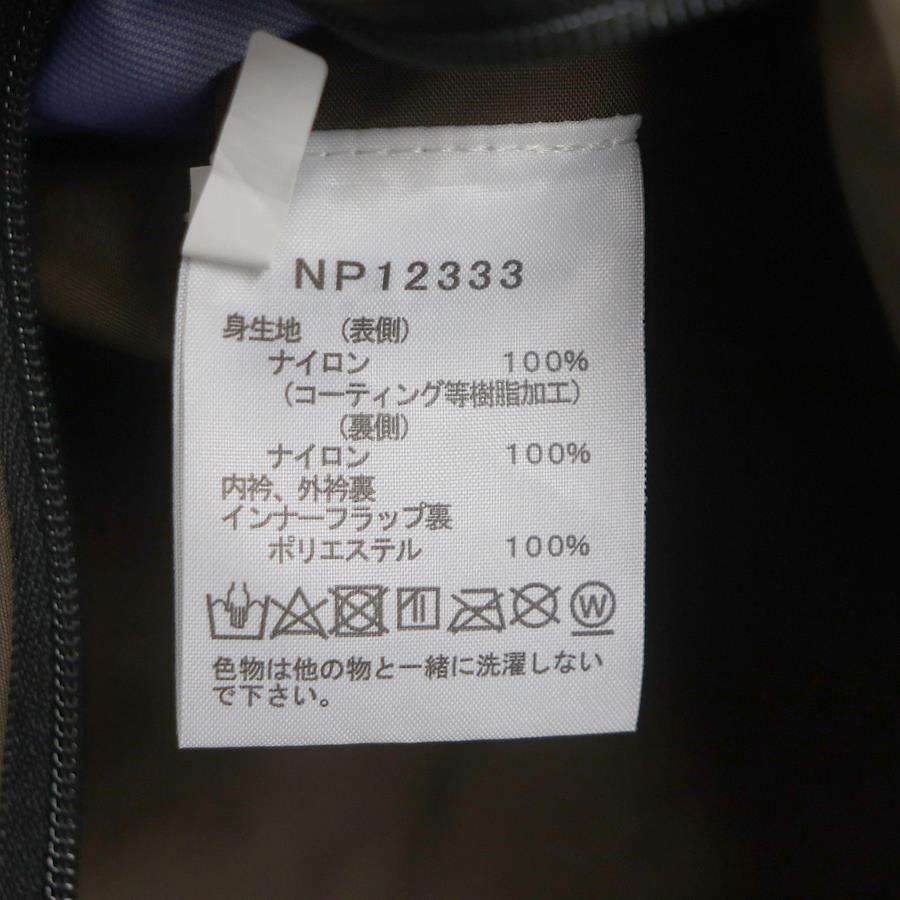 NP12333
身生地 (表側)
ナイロン 100%
(コーティング等樹脂加工)
(裏側)
ナイロン 100%
内衿、外衿裏
インナーフラップ裏
ポリエステル 100%
W
色物は他の物と一緒に洗濯しない
で下さい。